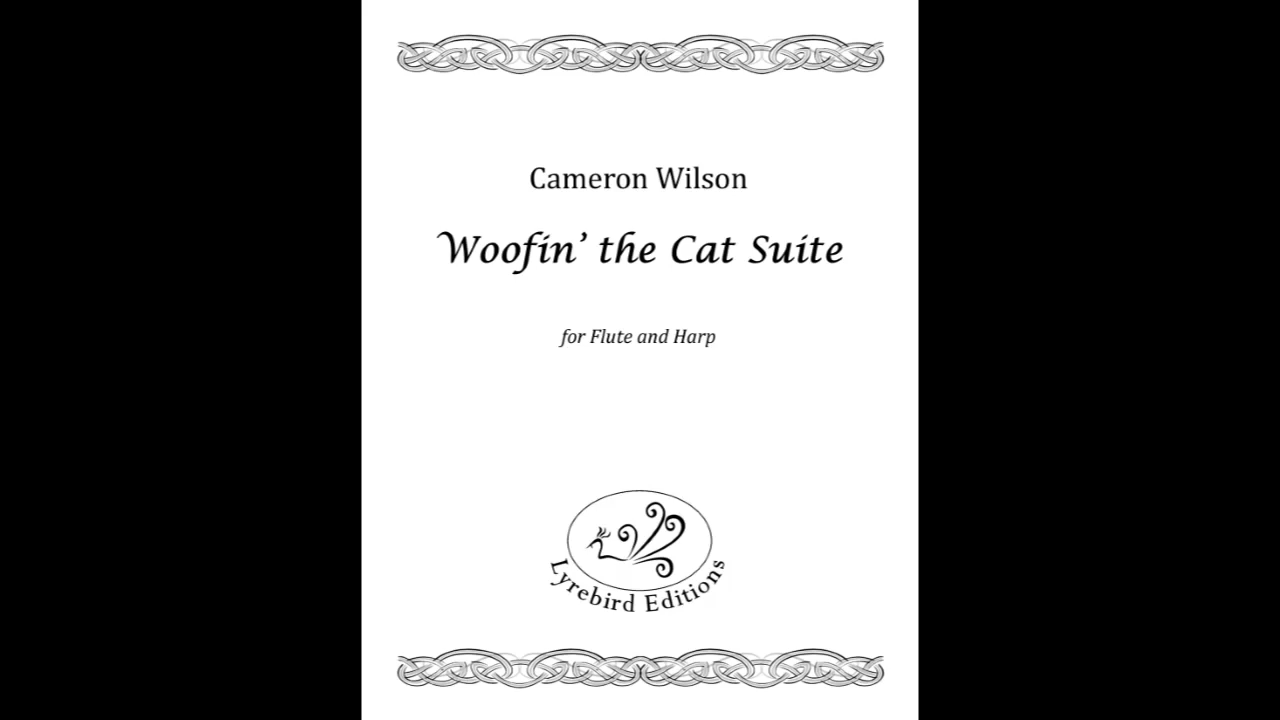 Cameron Wilson
Woofin’ the Cat Suite
for Flute and Harp
Lyrebird Editions